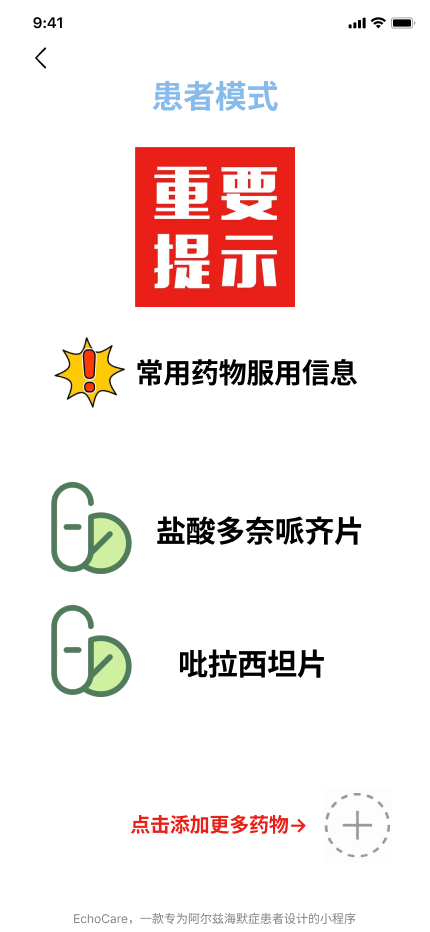 9:41
患者模式
重要
提示
常用药物服用信息
盐酸多奈哌齐片
吡拉西坦片
点击添加更多药物→
EchoCare，一款专为阿尔兹海默症患者设计的小程序